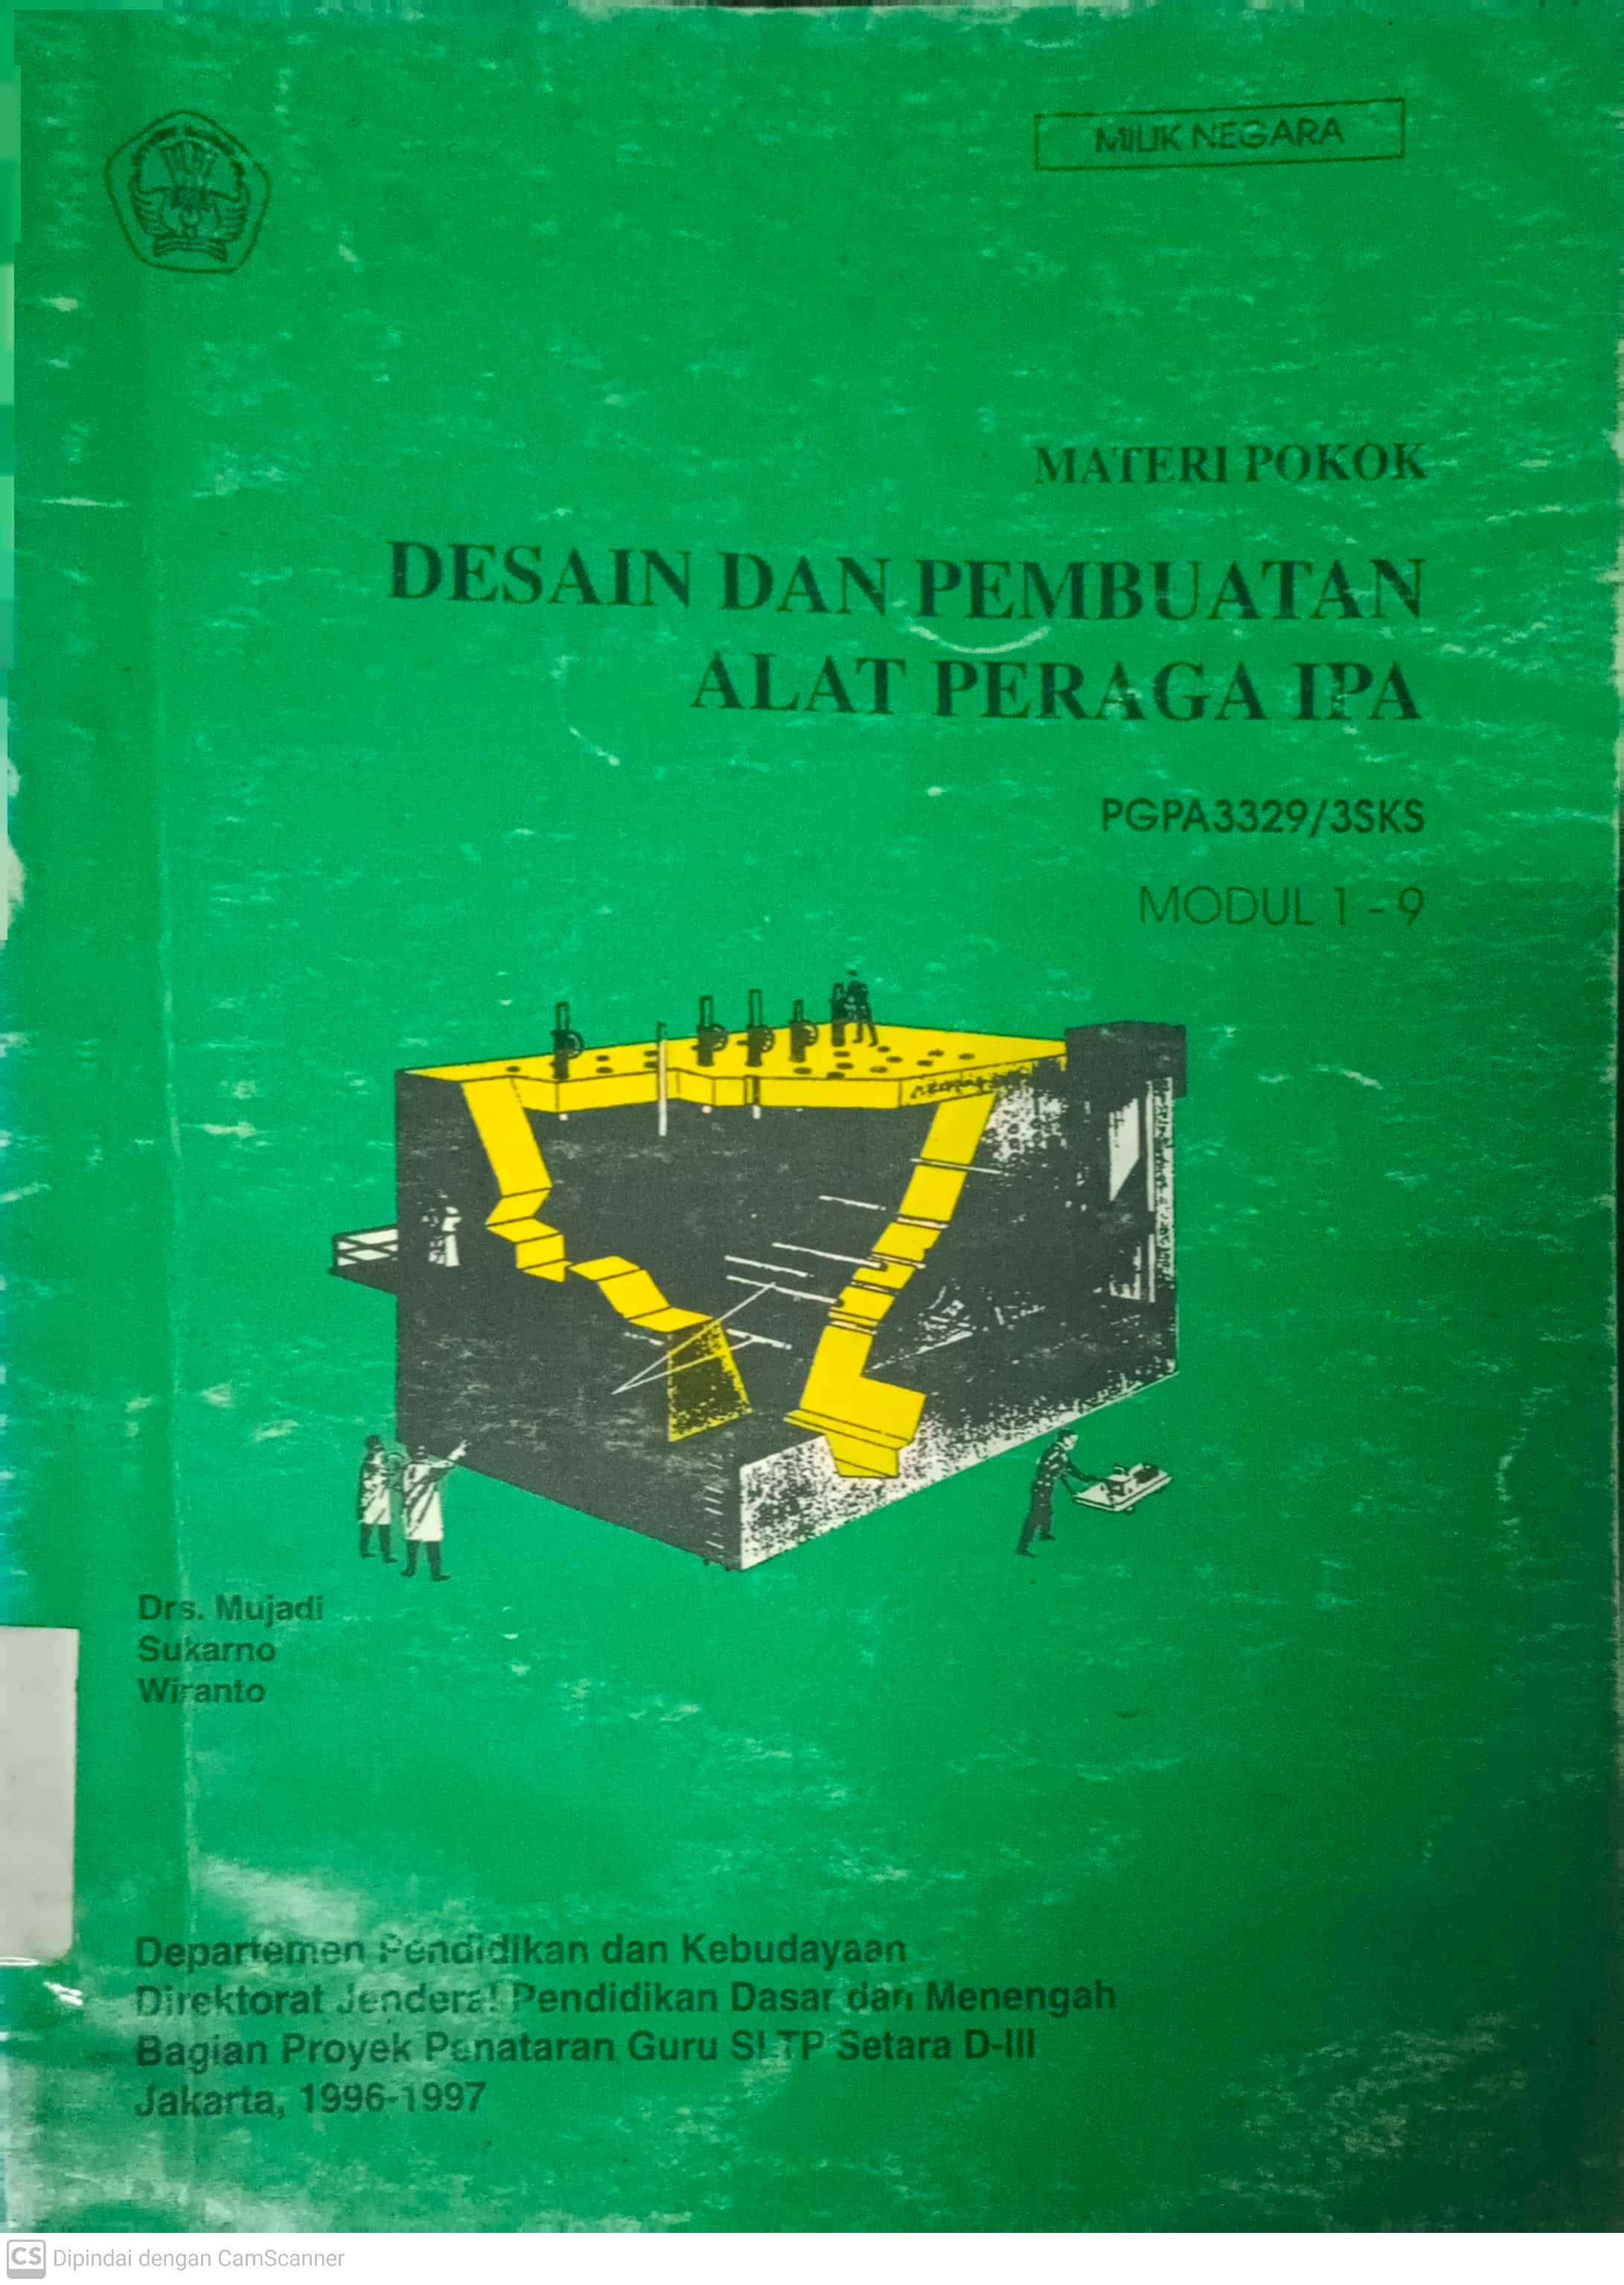 MILIK NEGARA
MATERI POKOK
DESAIN DAN PEMBUATAN
ALAT PERAGA IPA
PGPA3329/3SKS
MODUL 1 - 9
Drs. Mujadi
Sukarno
Wiranto
Departemen Pendidikan dan Kebudayaan
Direktorat Jenderal Pendidikan Dasar dan Menengah
Bagian Proyek Penataran Guru SLTP Setara D-III
Jakarta, 1996-1997
CS Dipindai dengan CamScanner